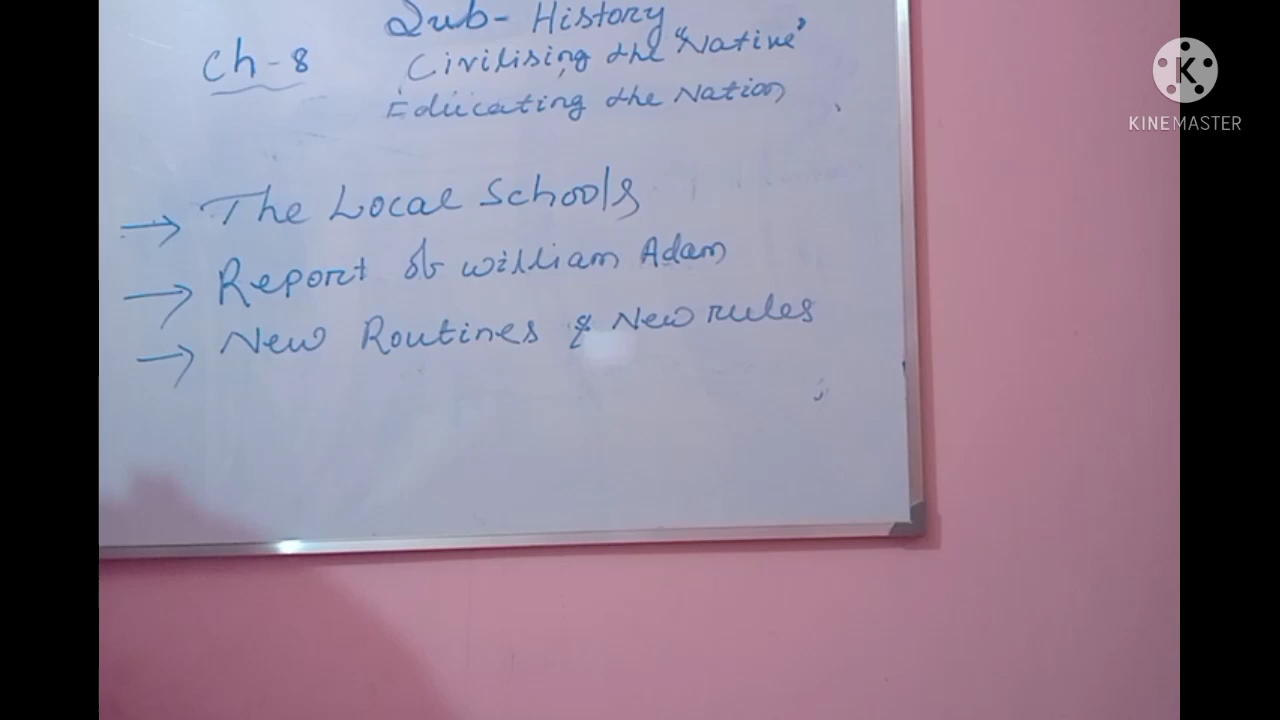 Sub- History
Ch-8
Civilising the "Native"
Educating the Nation
→ The Local Schools
→ Report of William Adam
→ New Routines & New rules
K
KINEMASTER